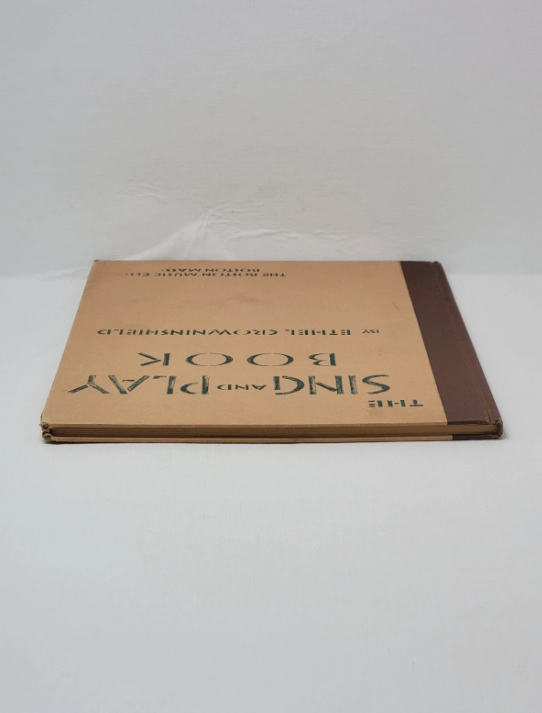 THE
SING AND PLAY
BOOK
BY ETHEL CROWNINSHIELD
THE BOSTON MUSIC CO.
BOSTON MASS.